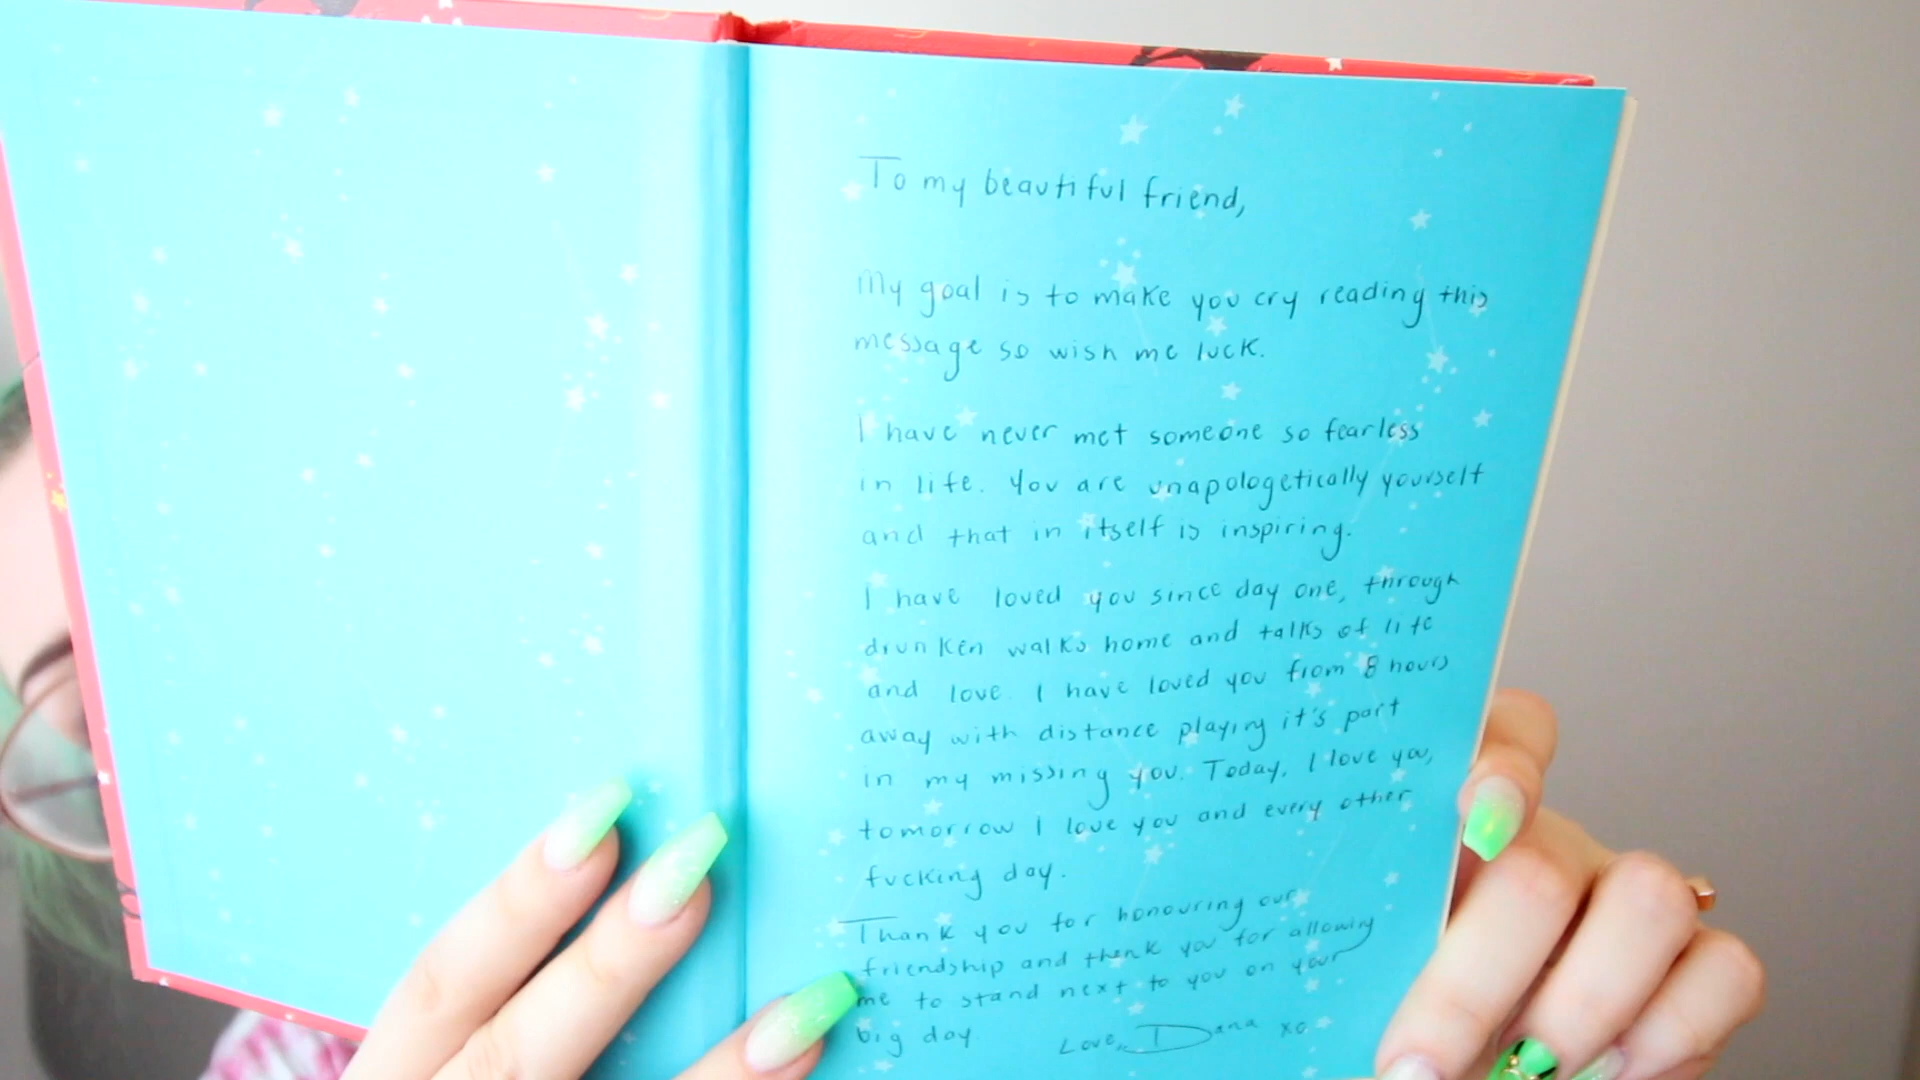 To my beautiful friend,
My goal is to make you cry reading this
message so wish me luck.
I have never met someone so fearless
in life. You are unapologetically yourself
and that in itself is inspiring.
I have loved you since day one, through
drunken walks home and talks of life
and love. I have loved you from 8 hours
away with distance playing it's part
in my missing you. Today, I love you,
tomorrow I love you and every other
fucking day.
Thank you for honouring our
friendship and thank you for allowing
me to stand next to you on your
big day
Love, Dana xo